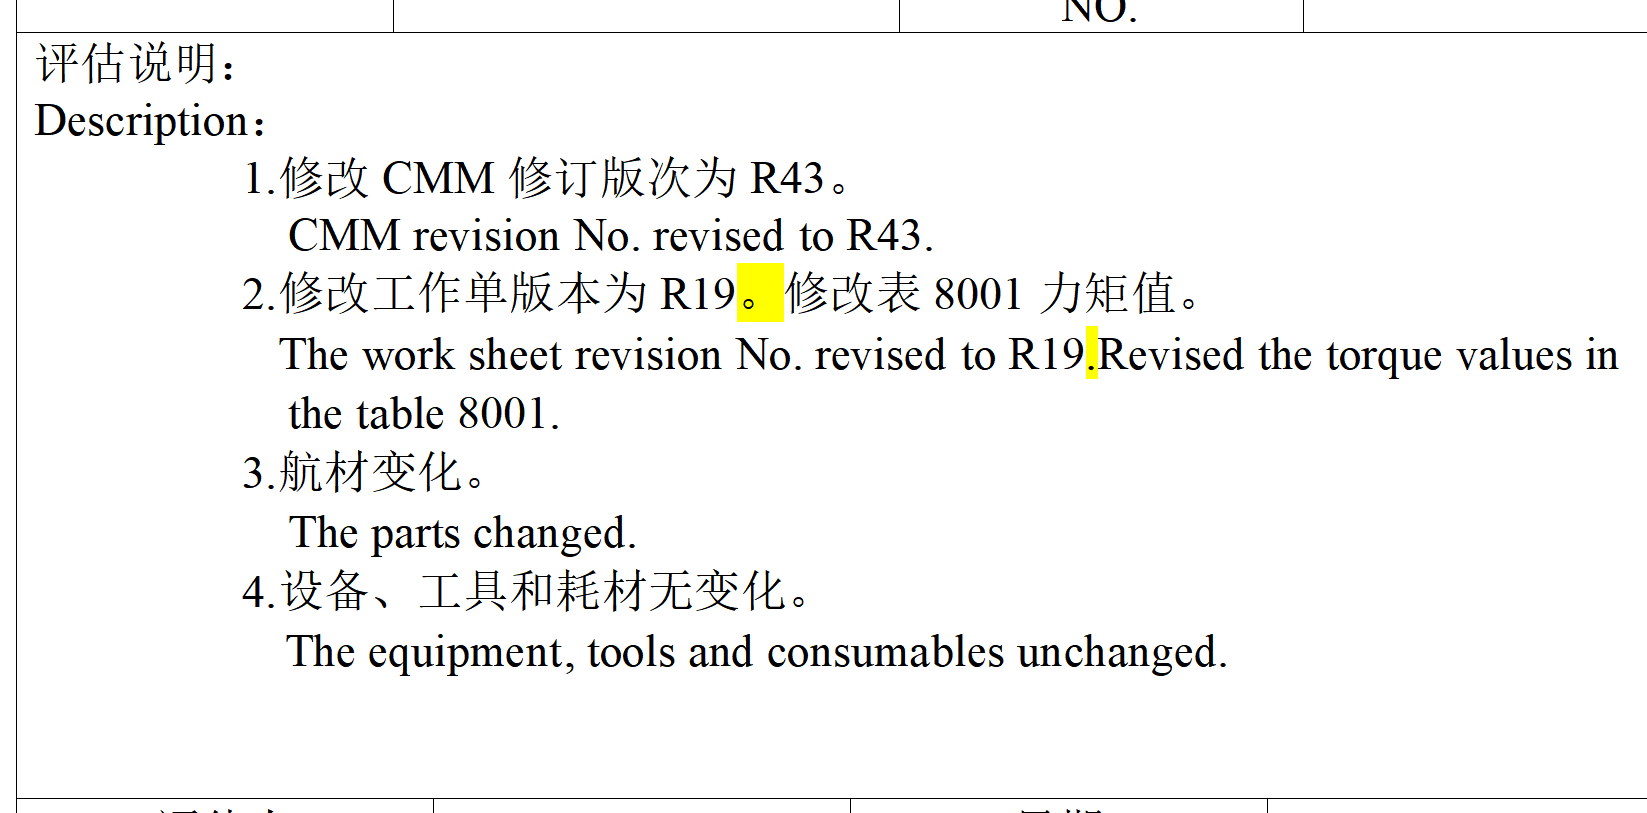 NO.
评估说明：
Description：
1.修改 CMM 修订版次为 R43。
CMM revision No. revised to R43.
2.修改工作单版本为 R19。修改表 8001 力矩值。
The work sheet revision No. revised to R19.Revised the torque values in
the table 8001.
3.航材变化。
The parts changed.
4.设备、工具和耗材无变化。
The equipment, tools and consumables unchanged.